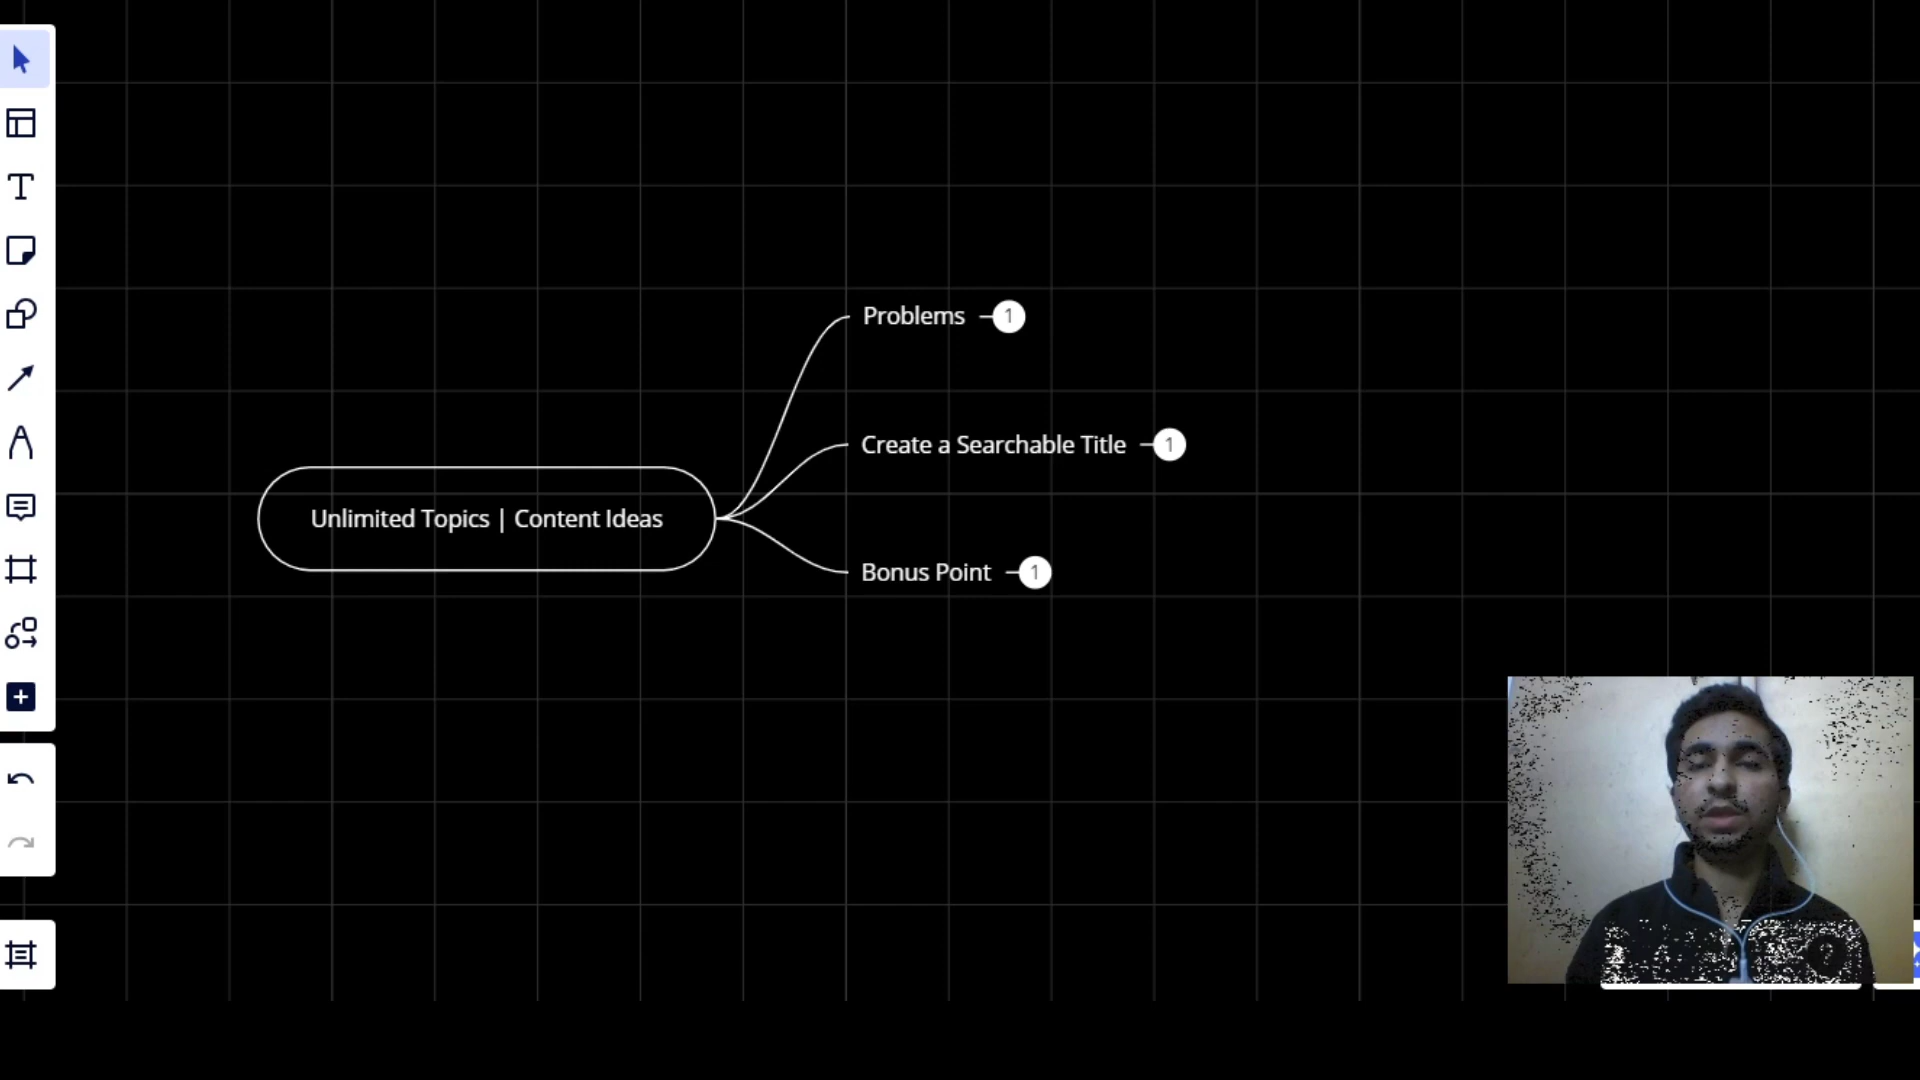 Problems 1
Create a Searchable Title 1
Unlimited Topics | Content Ideas
Bonus Point 1
?